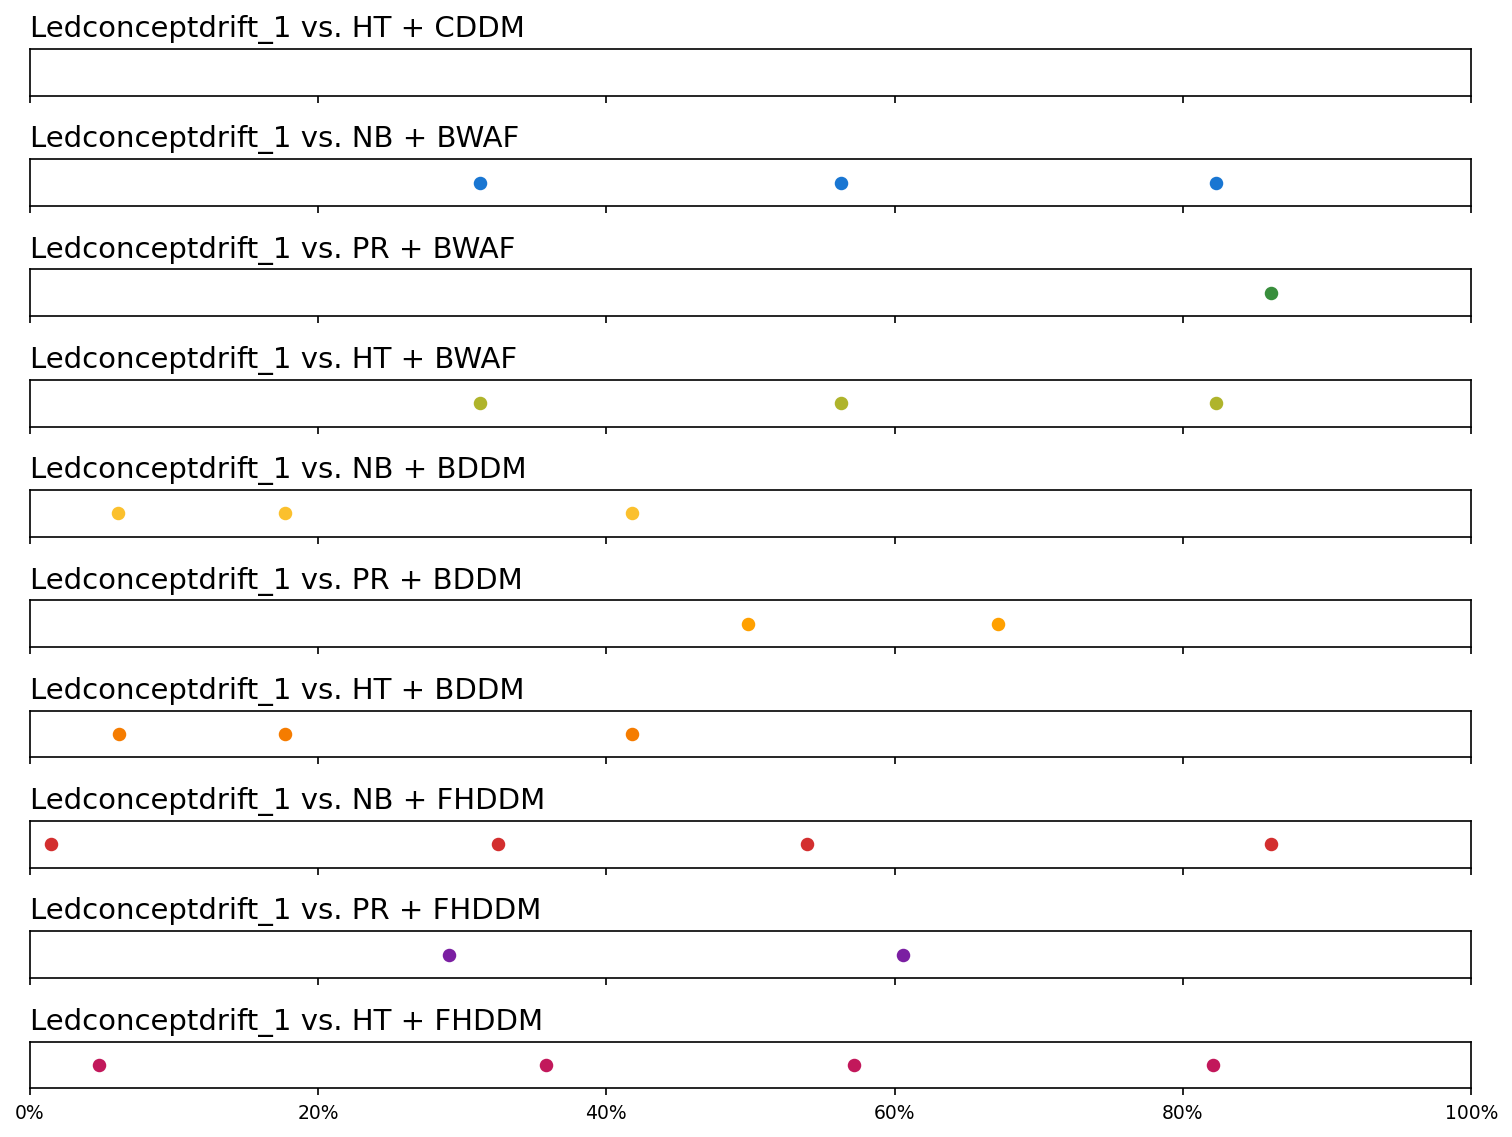 Ledconceptdrift_1 vs. HT + CDDM
Ledconceptdrift_1 vs. NB + BWAF
Ledconceptdrift_1 vs. PR + BWAF
Ledconceptdrift_1 vs. HT + BWAF
Ledconceptdrift_1 vs. NB + BDDM
Ledconceptdrift_1 vs. PR + BDDM
Ledconceptdrift_1 vs. HT + BDDM
Ledconceptdrift_1 vs. NB + FHDDM
Ledconceptdrift_1 vs. PR + FHDDM
Ledconceptdrift_1 vs. HT + FHDDM
0% 20% 40% 60% 80% 100%